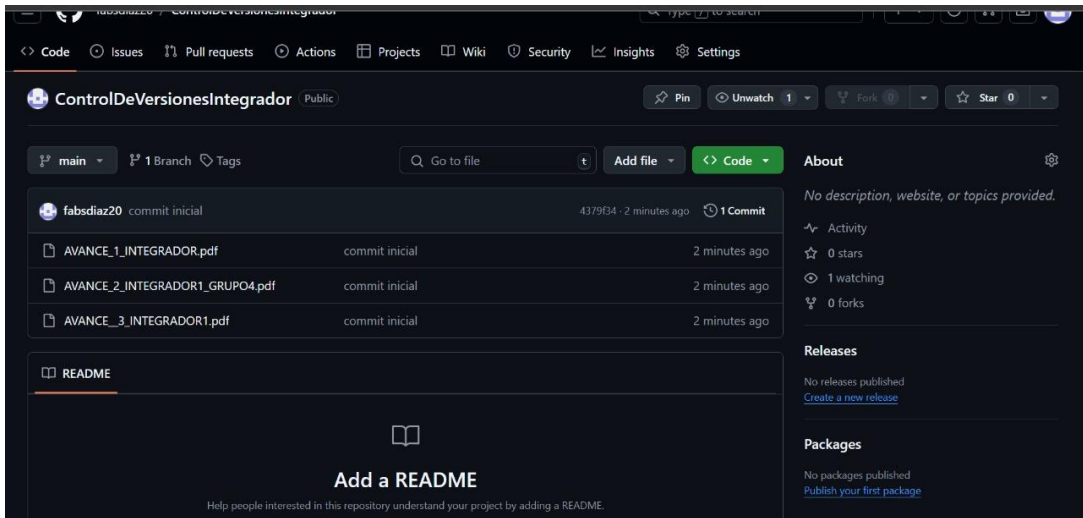 fabsdiaz20 / ControlDeVersionesIntegrador Type / to search
Code Issues Pull requests Actions Projects Wiki Security Insights Settings
ControlDeVersionesIntegrador Public Pin Unwatch 1 Fork 0 Star 0
main 1 Branch Tags Go to file t Add file Code
About
No description, website, or topics provided.
fabsdiaz20 commit inicial 4379f34 · 2 minutes ago 1 Commit
AVANCE_1_INTEGRADOR.pdf commit inicial 2 minutes ago
AVANCE_2_INTEGRADOR1_GRUPO4.pdf commit inicial 2 minutes ago
AVANCE__3_INTEGRADOR1.pdf commit inicial 2 minutes ago
Activity
0 stars
1 watching
0 forks
README
Add a README
Help people interested in this repository understand your project by adding a README.
Releases
No releases published
Create a new release
Packages
No packages published
Publish your first package